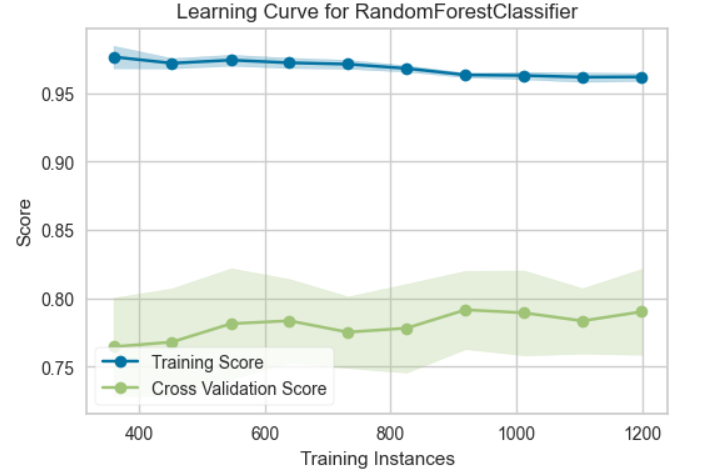 Learning Curve for RandomForestClassifier
0.95
0.90
0.85
0.80
0.75
Score
Training Score
Cross Validation Score
400 600 800 1000 1200
Training Instances